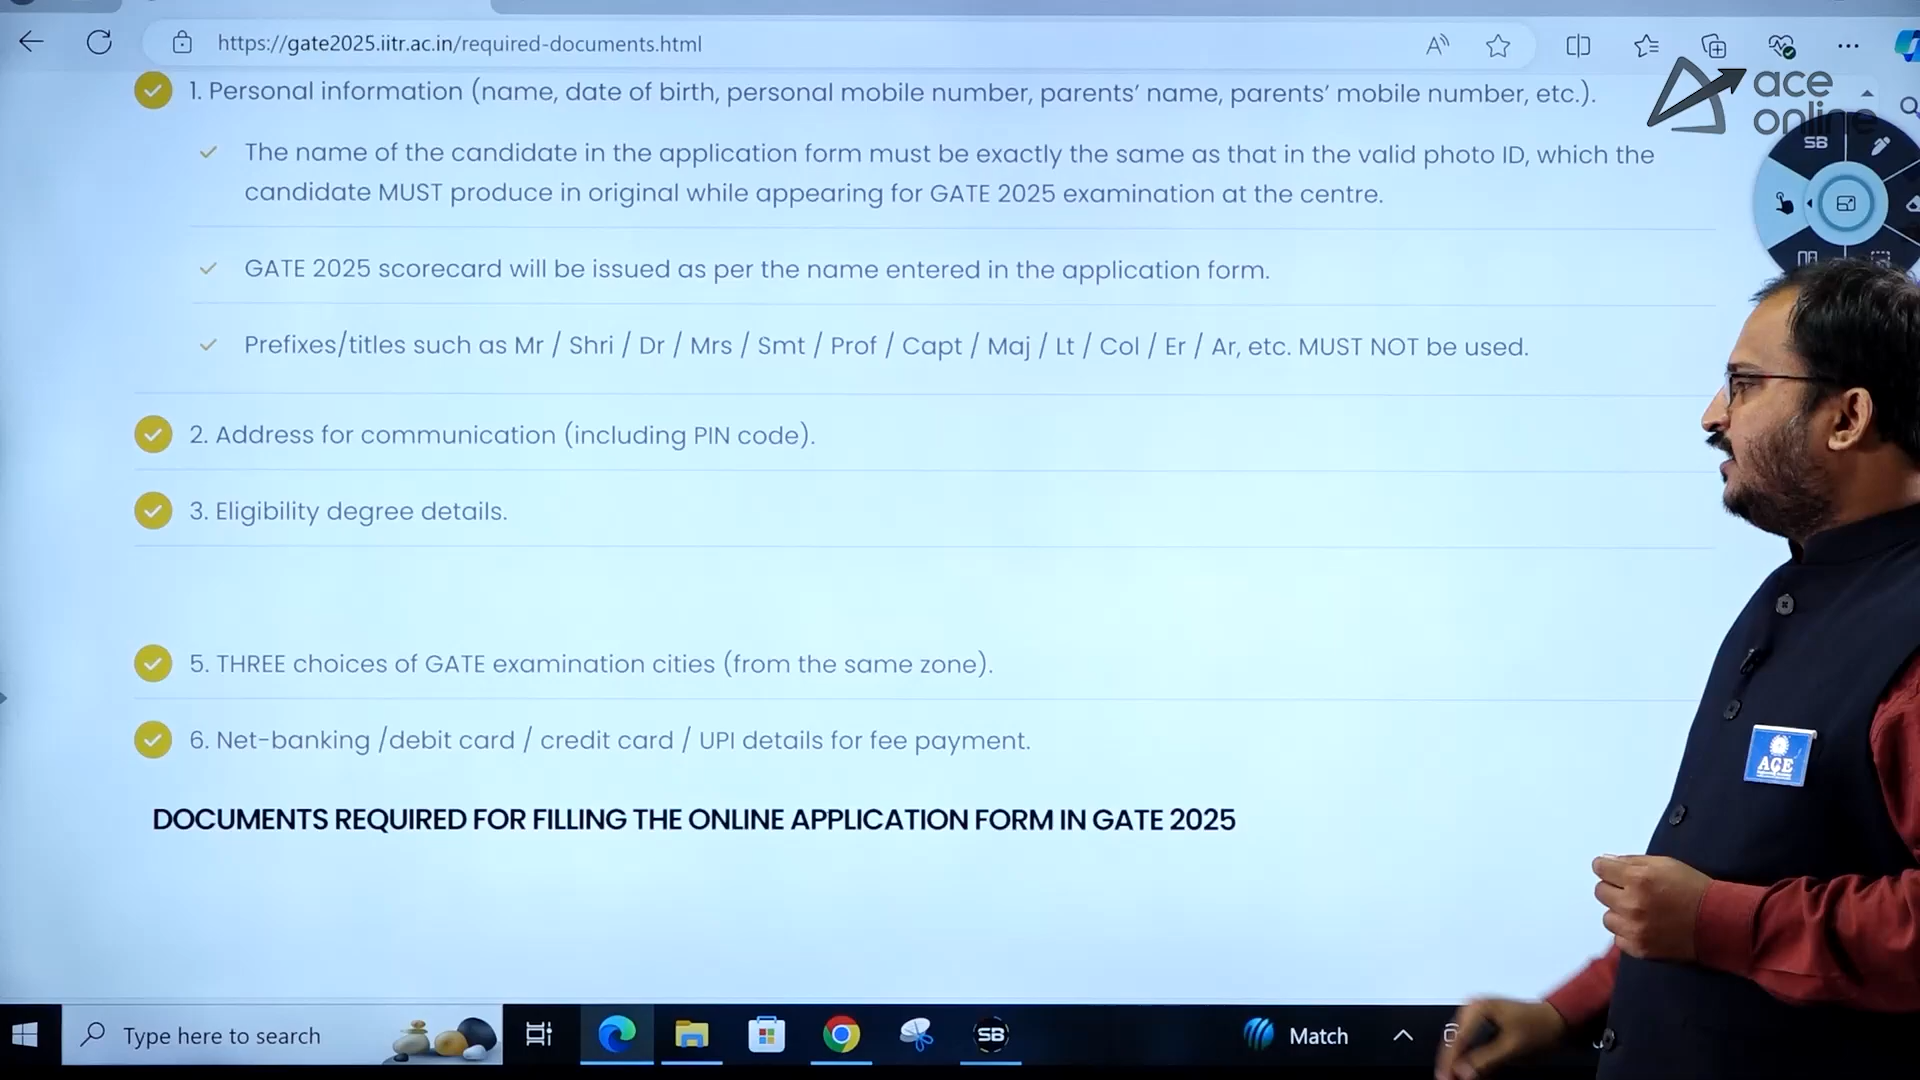 https://gate2025.iitr.ac.in/required-documents.html
ace
online
1. Personal information (name, date of birth, personal mobile number, parents’ name, parents’ mobile number, etc.).
SB
The name of the candidate in the application form must be exactly the same as that in the valid photo ID, which the
candidate MUST produce in original while appearing for GATE 2025 examination at the centre.
GATE 2025 scorecard will be issued as per the name entered in the application form.
Prefixes/titles such as Mr / Shri / Dr / Mrs / Smt / Prof / Capt / Maj / Lt / Col / Er / Ar, etc. MUST NOT be used.
2. Address for communication (including PIN code).
3. Eligibility degree details.
5. THREE choices of GATE examination cities (from the same zone).
6. Net-banking /debit card / credit card / UPI details for fee payment.
ACE
DOCUMENTS REQUIRED FOR FILLING THE ONLINE APPLICATION FORM IN GATE 2025
Type here to search
SB
Match